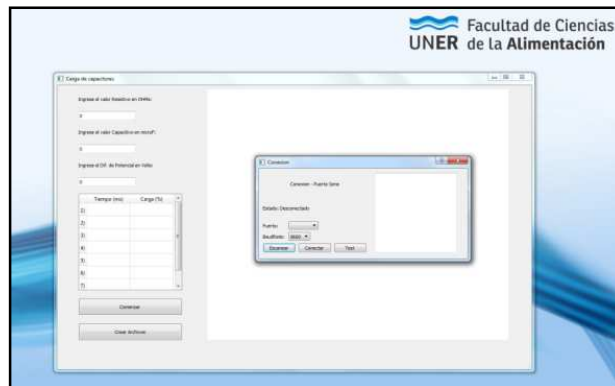 Facultad de Ciencias
UNER de la Alimentación
Carga de capacitores
Ingrese el valor Resistivo en OHMs:
Ingrese el valor Capacitivo en microF:
Ingrese el Dif. de Potencial en Volts:
Tiempo (ms) Carga (%)
1)
2)
3)
4)
5)
6)
7)
Comenzar
Crear Archivo
Conexion
Conexion - Puerto Serie
Estado: Desconectado
Puerto:
BaudRate: 9600
Escanear Conectar Test